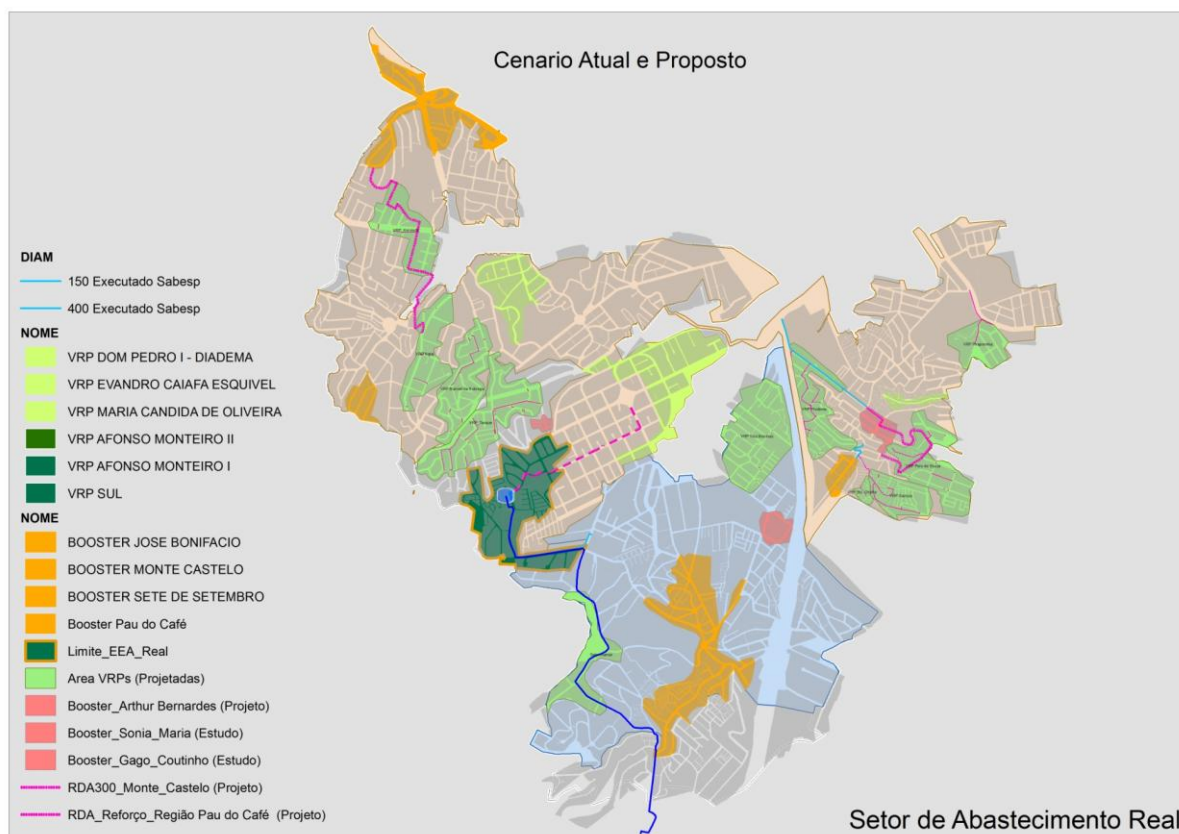 Cenario Atual e Proposto
DIAM
150 Executado Sabesp
400 Executado Sabesp
NOME
VRP DOM PEDRO I - DIADEMA
VRP EVANDRO CAIAFA ESQUIVEL
VRP MARIA CANDIDA DE OLIVEIRA
VRP AFONSO MONTEIRO II
VRP AFONSO MONTEIRO I
VRP SUL
NOME
BOOSTER JOSE BONIFACIO
BOOSTER MONTE CASTELO
BOOSTER SETE DE SETEMBRO
Booster Pau do Café
Limite_EEA_Real
Area VRPs (Projetadas)
Booster_Arthur Bernardes (Projeto)
Booster_Sonia_Maria (Estudo)
Booster_Gago_Coutinho (Estudo)
RDA300_Monte_Castelo (Projeto)
RDA_Reforço_Região Pau do Café (Projeto)
Setor de Abastecimento Real